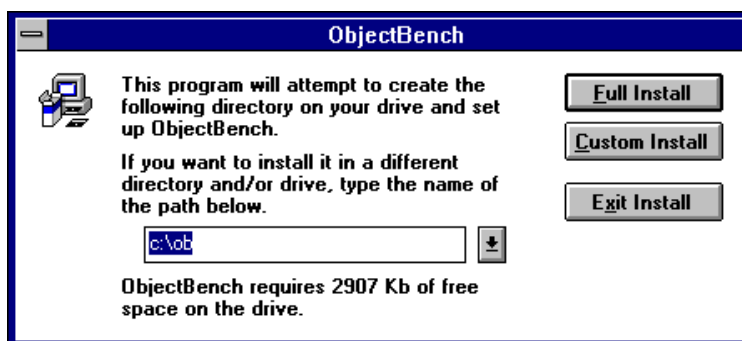 ObjectBench
This program will attempt to create the
following directory on your drive and set
up ObjectBench.
If you want to install it in a different
directory and/or drive, type the name of
the path below.
c:\ob
ObjectBench requires 2907 Kb of free
space on the drive.
Full Install
Custom Install
Exit Install